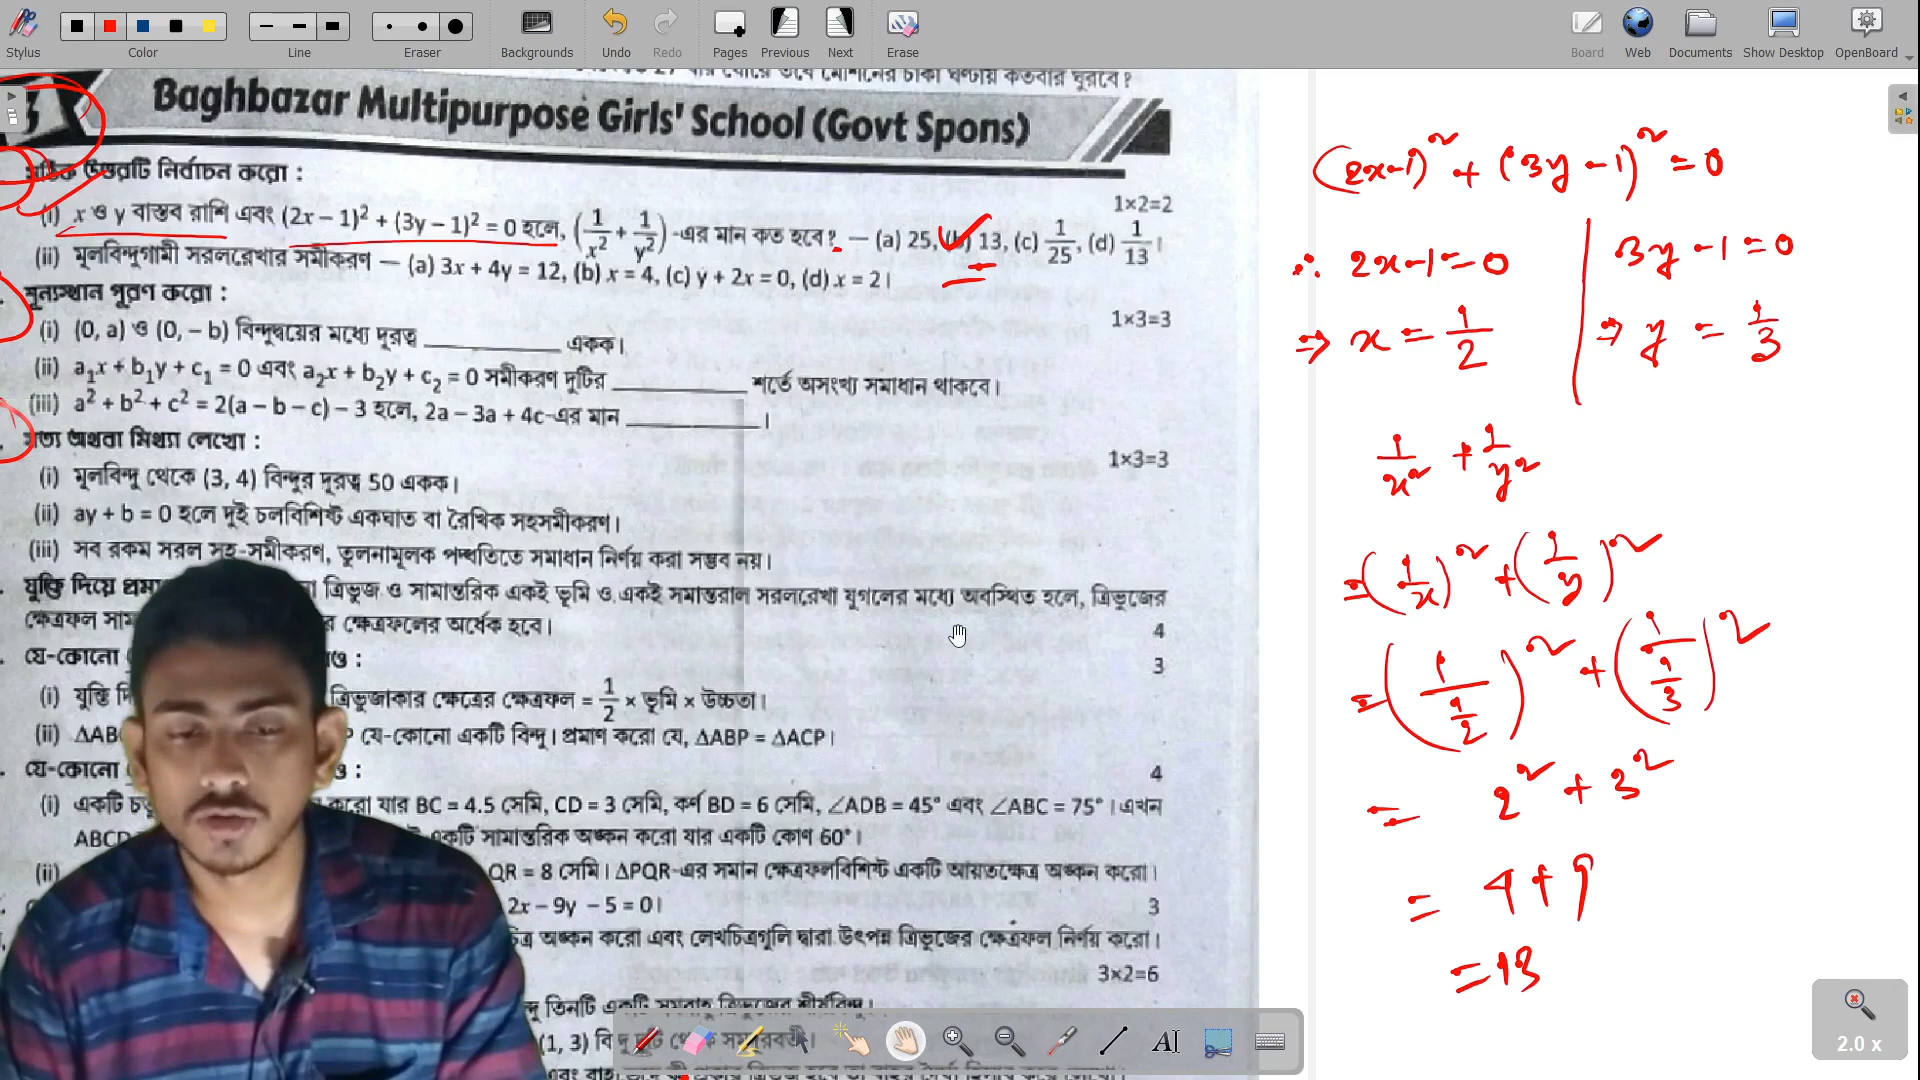 Stylus Color Line Eraser Backgrounds Undo Redo Pages Previous Next Erase Board Web Documents Show Desktop OpenBoard
Baghbazar Multipurpose Girls' School (Govt Spons)
সঠিক উত্তরটি নির্বাচন করো : 1×2=2
(i) x ও y বাস্তব রাশি এবং (2x − 1)² + (3y − 1)² = 0 হলে, (1/x² + 1/y²) -এর মান কত হবে? — (a) 25, (b) 13, (c) 1/25, (d) 1/13।
(ii) মূলবিন্দুগামী সরলরেখার সমীকরণ — (a) 3x + 4y = 12, (b) x = 4, (c) y + 2x = 0, (d) x = 2।
শূন্যস্থান পূরণ করো : 1×3=3
(i) (0, a) ও (0, − b) বিন্দুদ্বয়ের মধ্যে দূরত্ব ________ একক।
(ii) a₁x + b₁y + c₁ = 0 এবং a₂x + b₂y + c₂ = 0 সমীকরণ দুটির ________ শর্তে অসংখ্য সমাধান থাকবে।
(iii) a² + b² + c² = 2(a − b − c) − 3 হলে, 2a − 3a + 4c-এর মান ________।
সত্য অথবা মিথ্যা লেখো : 1×3=3
(i) মূলবিন্দু থেকে (3, 4) বিন্দুর দূরত্ব 50 একক।
(ii) ay + b = 0 হলে দুই চলবিশিষ্ট একঘাত বা রৈখিক সহসমীকরণ।
(iii) সব রকম সরল সহ-সমীকরণ, তুলনামূলক পদ্ধতিতে সমাধান নির্ণয় করা সম্ভব নয়।
যুক্তি দিয়ে ত্রিভুজ ও সামান্তরিক একই ভূমি ও একই সমান্তরাল সরলরেখা যুগলের মধ্যে অবস্থিত হলে, ত্রিভুজের
ক্ষেত্রফল ক্ষেত্রফলের অর্ধেক হবে। 4
যে-কোনো : 3
(i) যুক্তি ত্রিভুজাকার ক্ষেত্রের ক্ষেত্রফল = 1/2 × ভূমি × উচ্চতা।
(ii) ΔAB যে-কোনো একটি বিন্দু। প্রমাণ করো যে, ΔABP = ΔACP।
যে-কোনো : 4
(i) একটি করো যার BC = 4.5 সেমি, CD = 3 সেমি, কর্ণ BD = 6 সেমি, ∠ADB = 45° এবং ∠ABC = 75°। এখন
ABCD একটি সামান্তরিক অঙ্কন করো যার একটি কোণ 60°।
(ii) QR = 8 সেমি। ΔPQR-এর সমান ক্ষেত্রফলবিশিষ্ট একটি আয়তক্ষেত্র অঙ্কন করো।
2x − 9y − 5 = 0। 3
অঙ্কন করো এবং লেখচিত্রগুলি দ্বারা উৎপন্ন ত্রিভুজের ক্ষেত্রফল নির্ণয় করো।
3×2=6
(2x-1)² + (3y-1)² = 0
∴ 2x-1=0 3y-1=0
⇒ x = 1/2 ⇒ y = 1/3
1/x² + 1/y²
= (1/x)² + (1/y)²
= (1/(1/2))² + (1/(1/3))²
= 2² + 3²
= 4+9
= 13
2.0 x